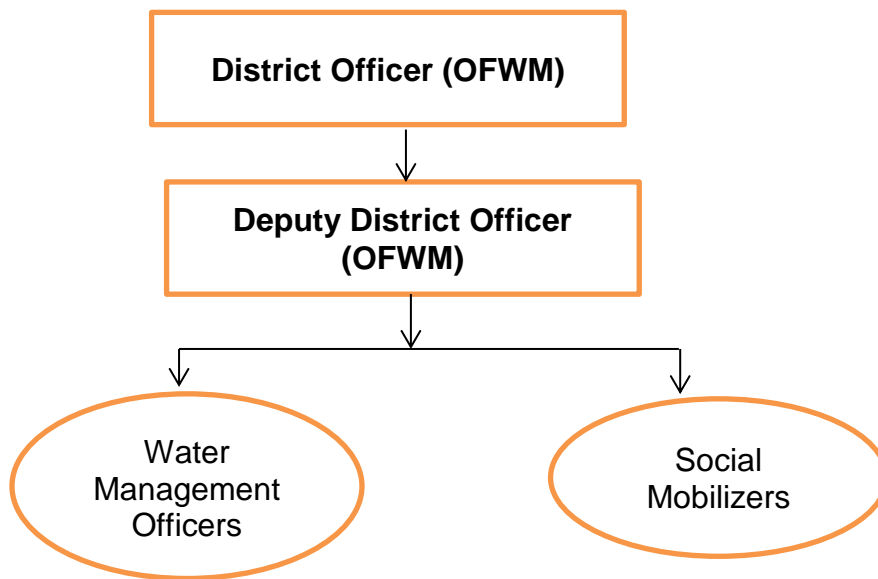 District Officer (OFWM)
Deputy District Officer
(OFWM)
Water
Management
Officers
Social
Mobilizers